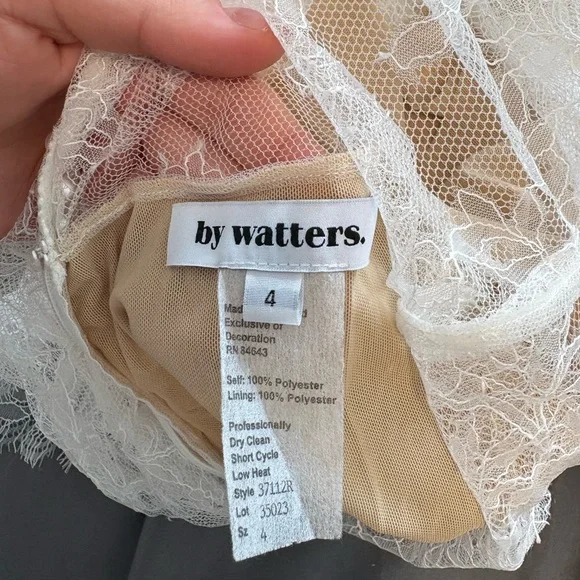 by watters.
4
Mad
Exclusive of
Decoration
RN 84643
Self: 100% Polyester
Lining: 100% Polyester
Professionally
Dry Clean
Short Cycle
Low Heat
Style 37112R
Lot 35023
Sz 4